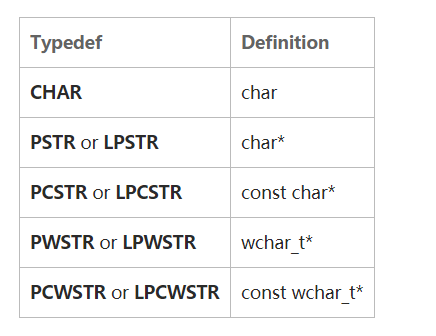 Typedef Definition
CHAR char
PSTR or LPSTR char*
PCSTR or LPCSTR const char*
PWSTR or LPWSTR wchar_t*
PCWSTR or LPCWSTR const wchar_t*